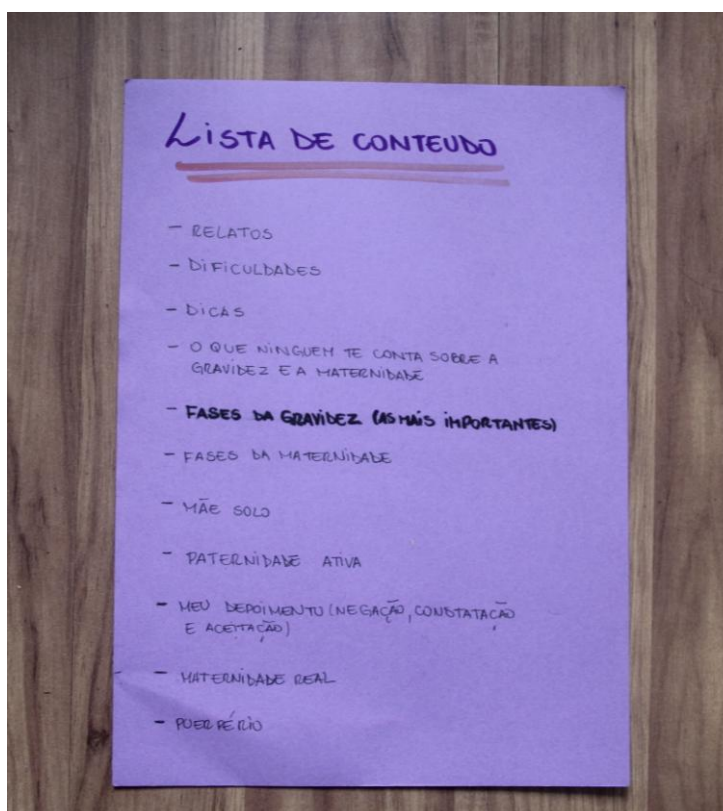 LISTA DE CONTEUDO
- RELATOS
- DIFICULDADES
- DICAS
- O QUE NINGUEM TE CONTA SOBRE A
GRAVIDEZ E A MATERNIDADE
- FASES DA GRAVIDEZ (AS MAIS IMPORTANTES)
- FASES DA MATERNIDADE
- MÃE SOLO
- PATERNIDADE ATIVA
- MEU DEPOIMENTO (NEGAÇÃO, CONSTATAÇÃO
E ACEITAÇÃO)
- MATERNIDADE REAL
- PUERPÉRIO